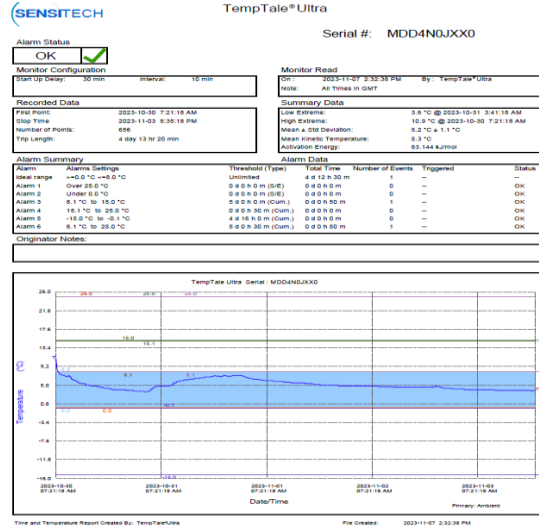 SENSITECH
TempTale® Ultra
Serial #: MDD4N0JXX0
Alarm Status
OK
Monitor Configuration
Start Up Delay: 30 min Interval: 10 min
Monitor Read
On : 2023-11-07 2:32:38 PM By : TempTale®Ultra
Note: All Times in GMT
Recorded Data
First Point: 2023-10-30 7:21:18 AM
Stop Time 2023-11-03 8:35:18 PM
Number of Points: 656
Trip Length: 4 day 13 hr 20 min
Summary Data
Low Extreme: 3.6 °C @ 2023-10-31 3:41:18 AM
High Extreme: 10.9 °C @ 2023-10-30 7:21:18 AM
Mean ± Std Deviation: 5.2 °C ± 1.1 °C
Mean Kinetic Temperature: 5.3 °C
Activation Energy: 83.144 kJ/mol
Alarm Summary
Alarm Data
Alarm Alarms Settings Threshold (Type) Total Time Number of Events Triggered Status
Ideal range >=0.0 °C <=8.0 °C Unlimited 4 d 12 h 30 m 1 -- --
Alarm 1 Over 25.0 °C 0 d 0 h 0 m (S/E) 0 d 0 h 0 m 0 -- OK
Alarm 2 Under 0.0 °C 0 d 0 h 0 m (S/E) 0 d 0 h 0 m 0 -- OK
Alarm 3 8.1 °C to 15.0 °C 5 d 0 h 0 m (Cum.) 0 d 0 h 50 m 1 -- OK
Alarm 4 15.1 °C to 25.0 °C 0 d 0 h 30 m (Cum.) 0 d 0 h 0 m 0 -- OK
Alarm 5 -15.0 °C to -0.1 °C 4 d 16 h 0 m (Cum.) 0 d 0 h 0 m 0 -- OK
Alarm 6 8.1 °C to 25.0 °C 5 d 0 h 30 m (Cum.) 0 d 0 h 50 m 1 -- OK
Originator Notes:
TempTale Ultra Serial : MDD4N0JXX0
26.0
25.0
21.8
17.6
15.0
15.1
13.4
9.2
8.1 8.1
5.0
0.8
-0.1
0.0 0.0
-3.4
-7.6
-11.8
-15.0
-16.0
Temperature (°C)
2023-10-30 2023-10-31 2023-11-01 2023-11-02 2023-11-03
07:21:18 AM 07:21:18 AM 07:21:18 AM 07:21:18 AM 07:21:18 AM
Date/Time
Primary: Ambient
Time and Temperature Report Created By: TempTale®Ultra File Created: 2023-11-07 2:32:38 PM